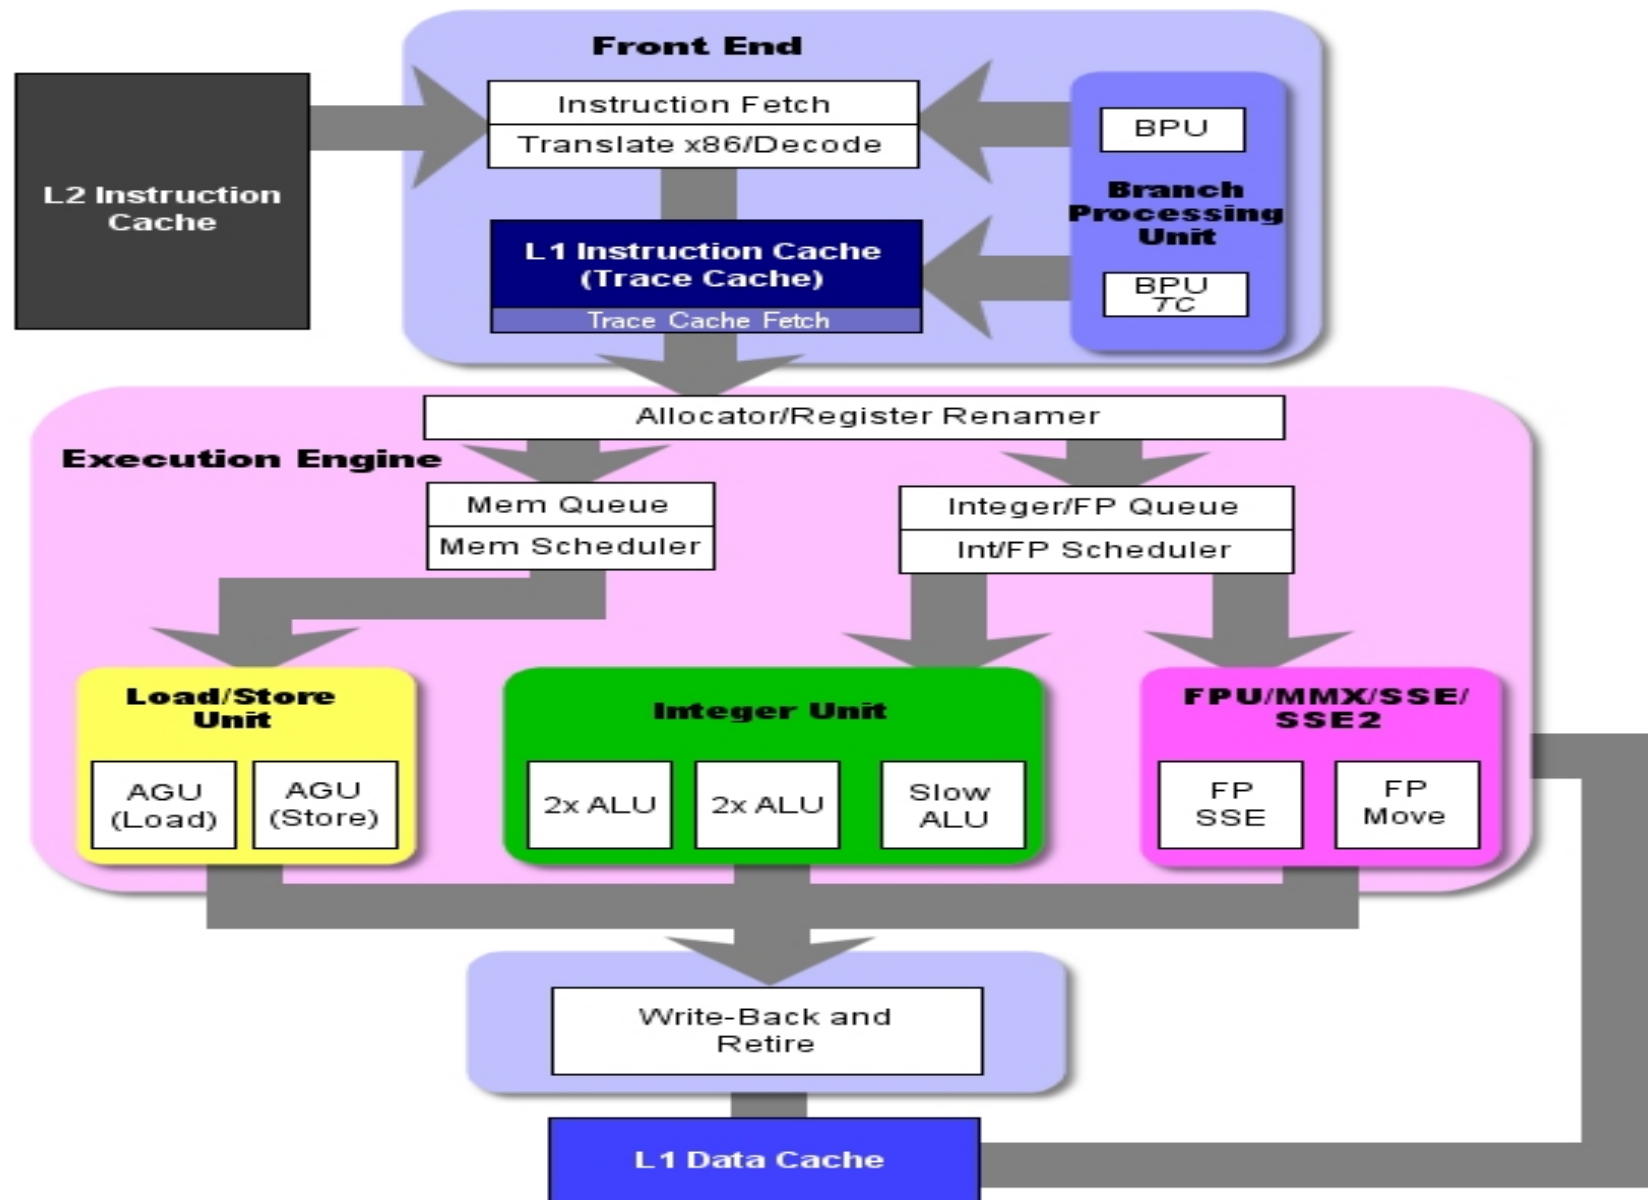 Front End
Instruction Fetch
Translate x86/Decode
L2 Instruction
Cache
L1 Instruction Cache
(Trace Cache)
Trace Cache Fetch
BPU
Branch
Processing
Unit
BPU
TC
Allocator/Register Renamer
Execution Engine
Mem Queue
Mem Scheduler
Integer/FP Queue
Int/FP Scheduler
Load/Store
Unit
AGU
(Load)
AGU
(Store)
Integer Unit
2x ALU
2x ALU
Slow
ALU
FPU/MMX/SSE/
SSE2
FP
SSE
FP
Move
Write-Back and
Retire
L1 Data Cache